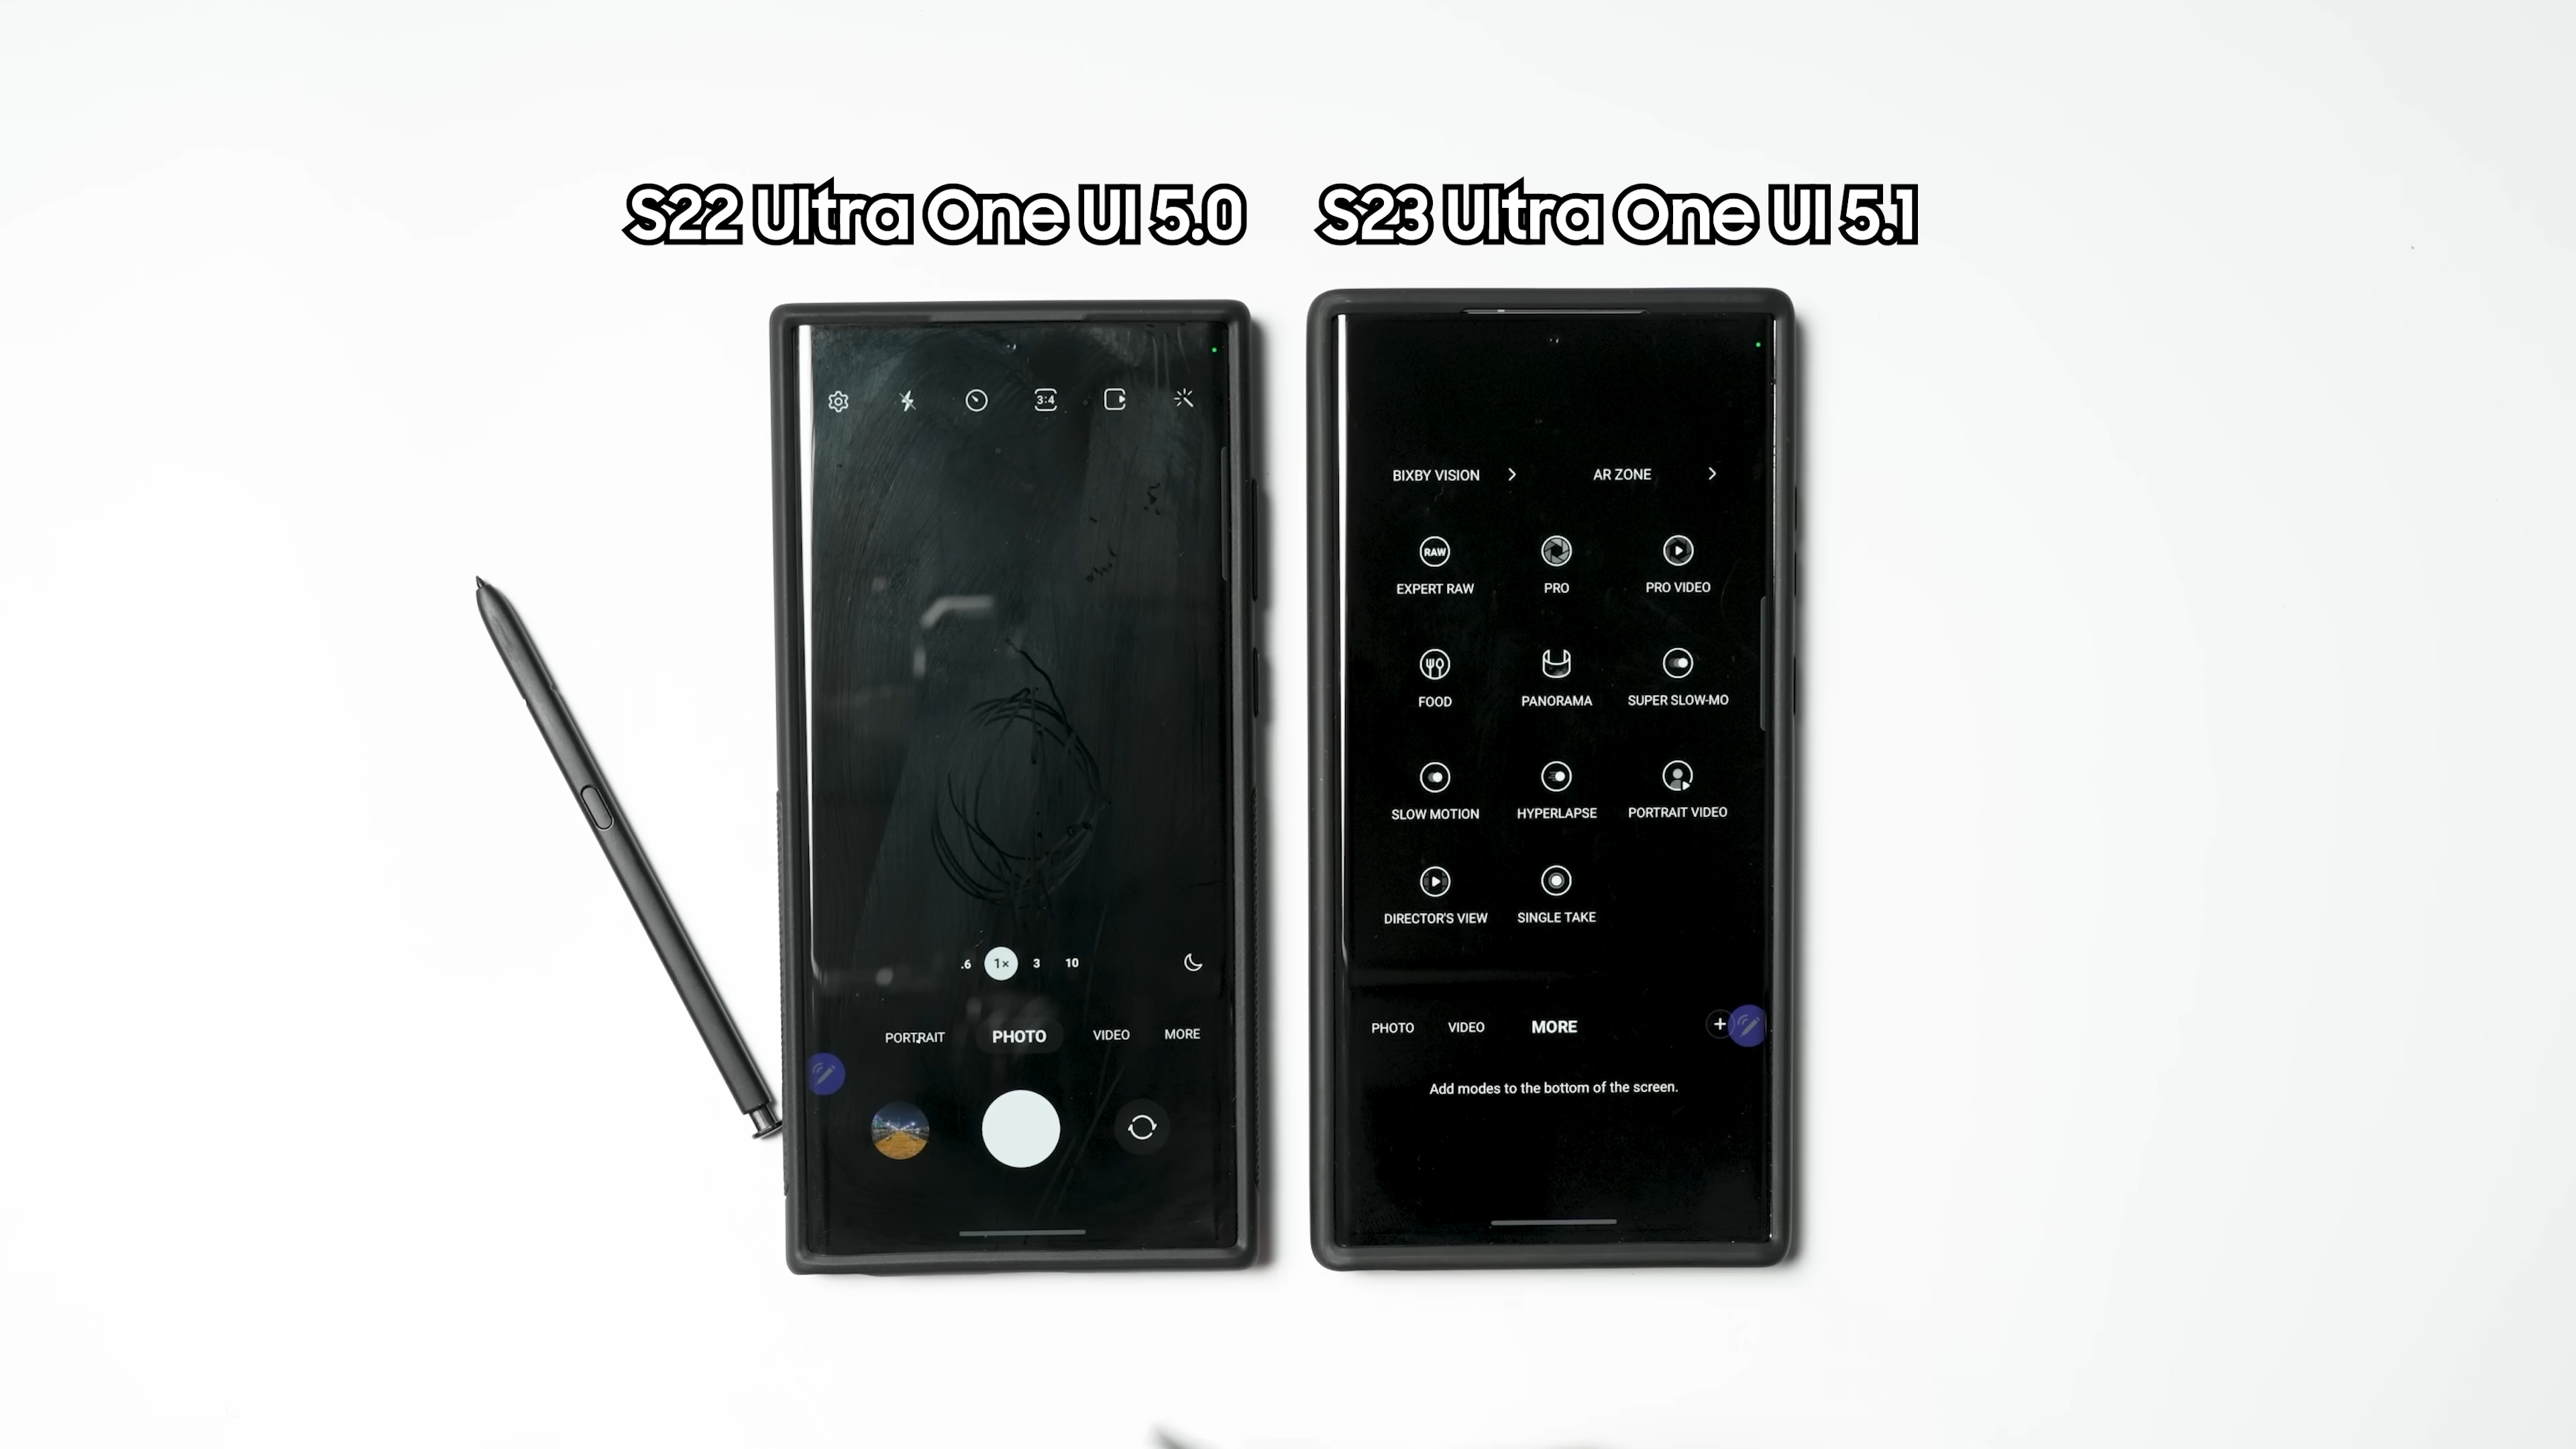 S22 Ultra One UI 5.0
S23 Ultra One UI 5.1
3:4
.6 1× 3 10
PORTRAIT PHOTO VIDEO MORE
BIXBY VISION AR ZONE
RAW
EXPERT RAW PRO PRO VIDEO
FOOD PANORAMA SUPER SLOW-MO
SLOW MOTION HYPERLAPSE PORTRAIT VIDEO
DIRECTOR'S VIEW SINGLE TAKE
PHOTO VIDEO MORE
Add modes to the bottom of the screen.